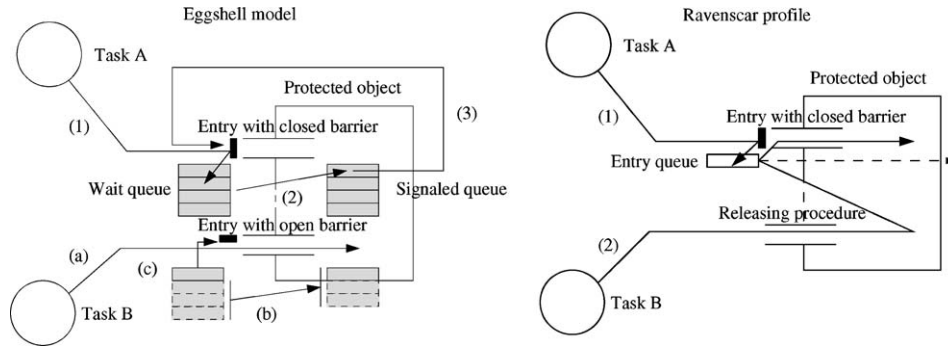 Eggshell model
Task A
Protected object
(1)
(3)
Entry with closed barrier
Wait queue
(2)
Signaled queue
Entry with open barrier
(a)
(c)
Task B
(b)
Ravenscar profile
Task A
Protected object
(1)
Entry with closed barrier
Entry queue
Releasing procedure
(2)
Task B